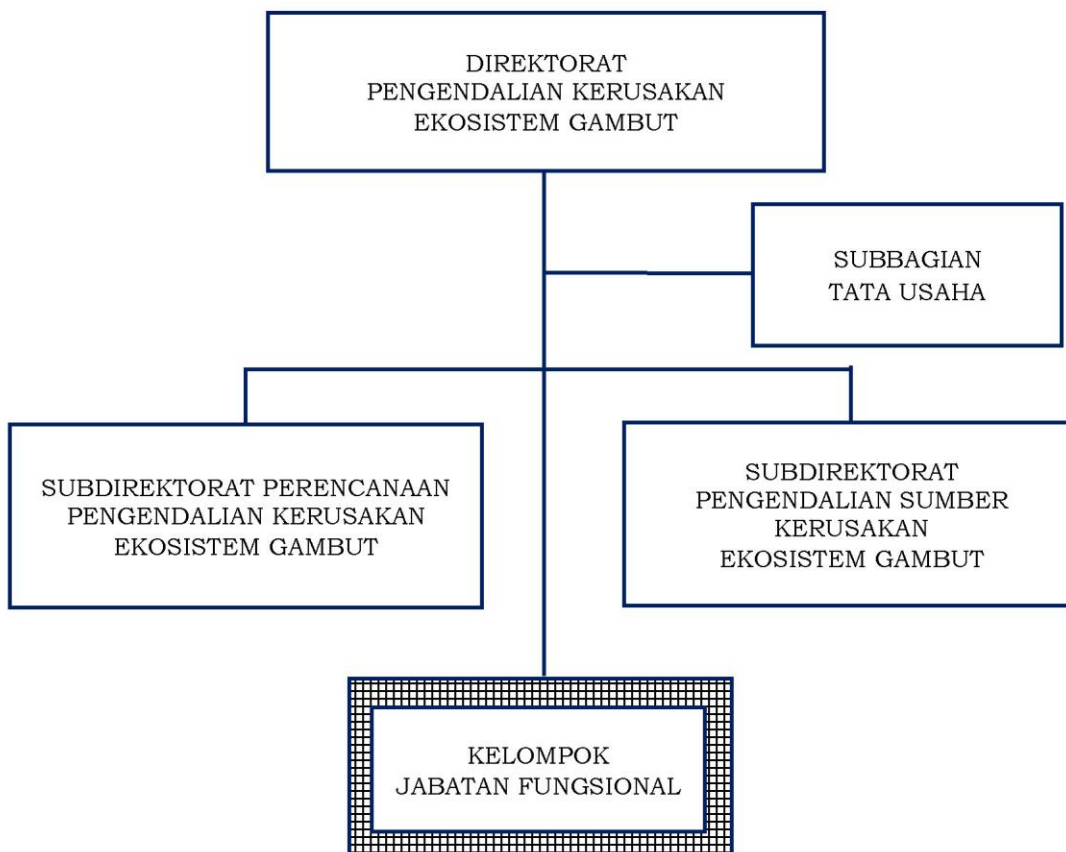 DIREKTORAT
PENGENDALIAN KERUSAKAN
EKOSISTEM GAMBUT
SUBBAGIAN
TATA USAHA
SUBDIREKTORAT PERENCANAAN
PENGENDALIAN KERUSAKAN
EKOSISTEM GAMBUT
SUBDIREKTORAT
PENGENDALIAN SUMBER
KERUSAKAN
EKOSISTEM GAMBUT
KELOMPOK
JABATAN FUNGSIONAL